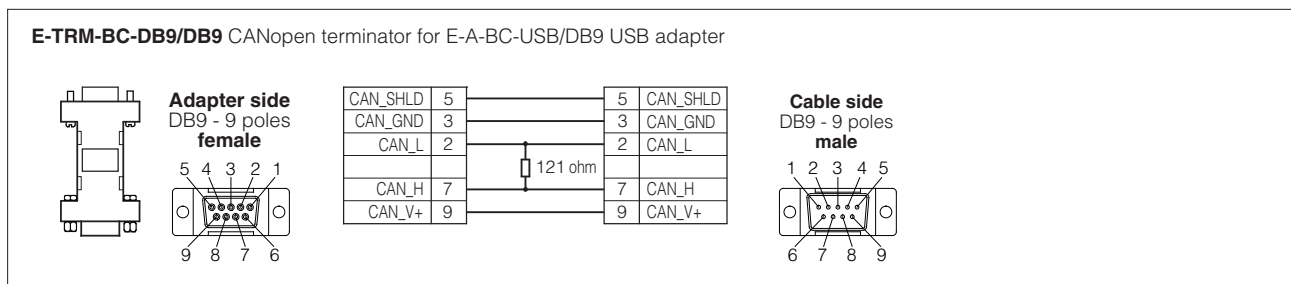 E-TRM-BC-DB9/DB9 CANopen terminator for E-A-BC-USB/DB9 USB adapter
Adapter side
DB9 - 9 poles
female
5 4 3 2 1
9 8 7 6
CAN_SHLD 5 5 CAN_SHLD
CAN_GND 3 3 CAN_GND
CAN_L 2 2 CAN_L
121 ohm
CAN_H 7 7 CAN_H
CAN_V+ 9 9 CAN_V+
Cable side
DB9 - 9 poles
male
1 2 3 4 5
6 7 8 9